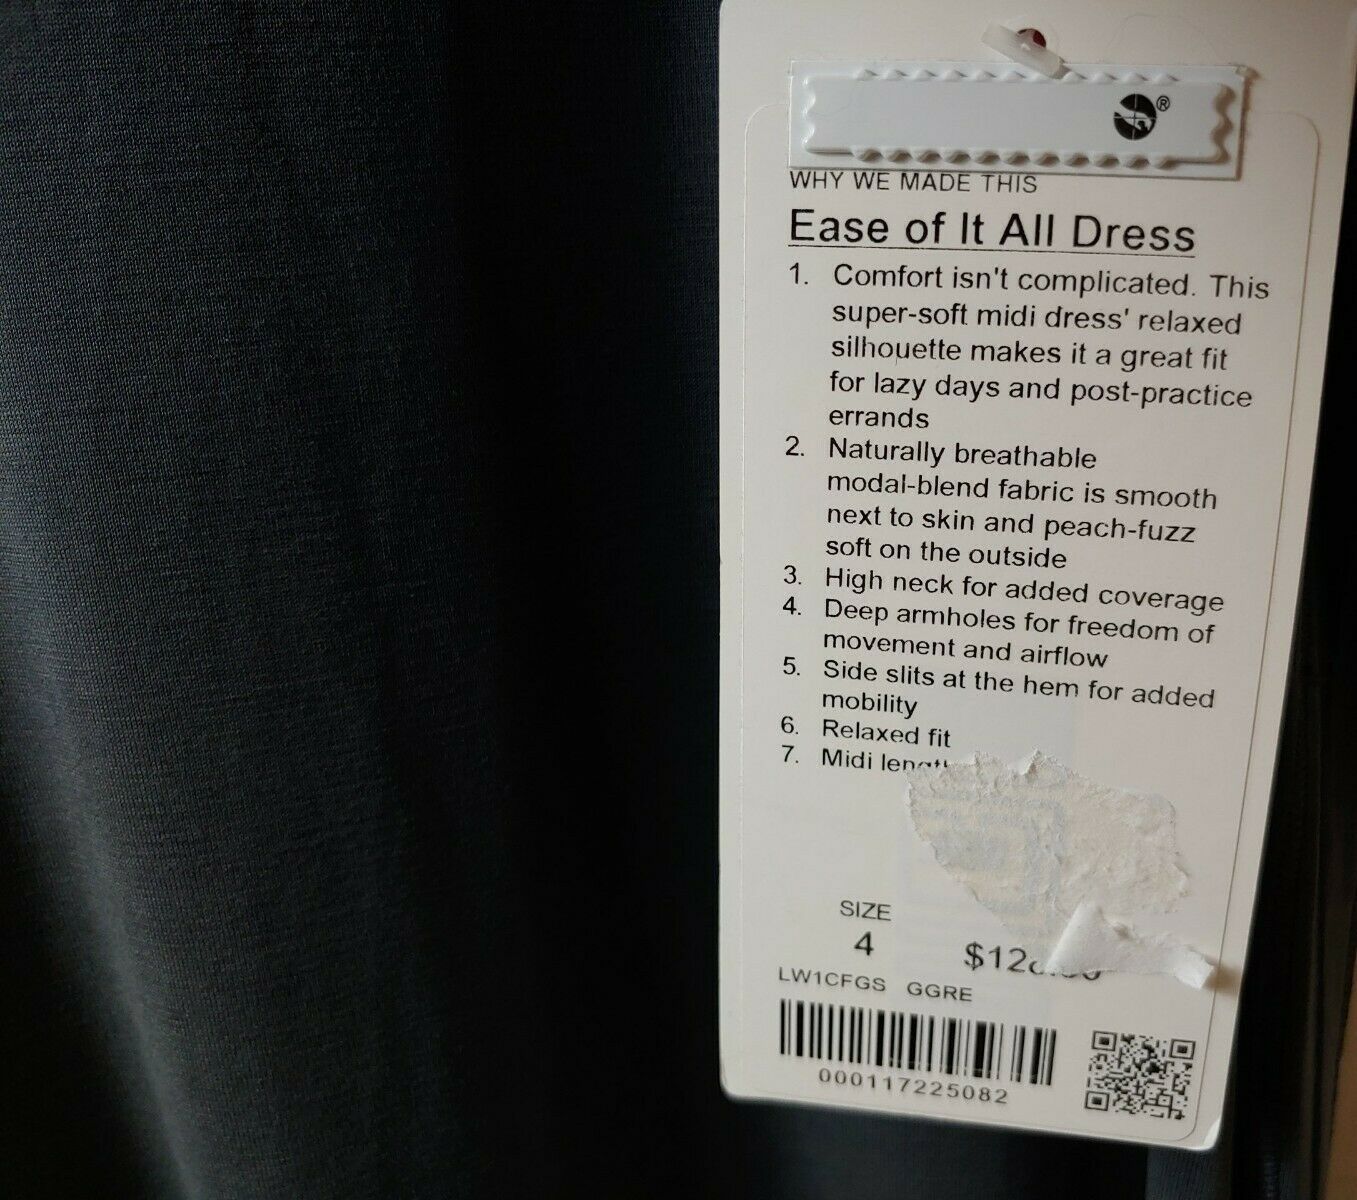 ®
WHY WE MADE THIS
Ease of It All Dress
1. Comfort isn't complicated. This
super-soft midi dress' relaxed
silhouette makes it a great fit
for lazy days and post-practice
errands
2. Naturally breathable
modal-blend fabric is smooth
next to skin and peach-fuzz
soft on the outside
3. High neck for added coverage
4. Deep armholes for freedom of
movement and airflow
5. Side slits at the hem for added
mobility
6. Relaxed fit
7. Midi length
SIZE
4
LW1CFGS GGRE
000117225082